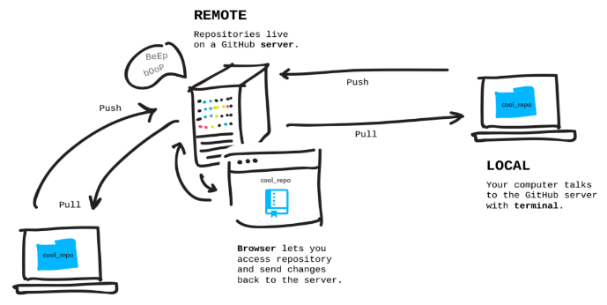 REMOTE
Repositories live
on a GitHub server.
BeEp
bOoP
Push
Push
cool_repo
Pull
LOCAL
cool_repo
Your computer talks
to the GitHub server
with terminal.
Pull
cool_repo
Browser lets you
access repository
and send changes
back to the server.